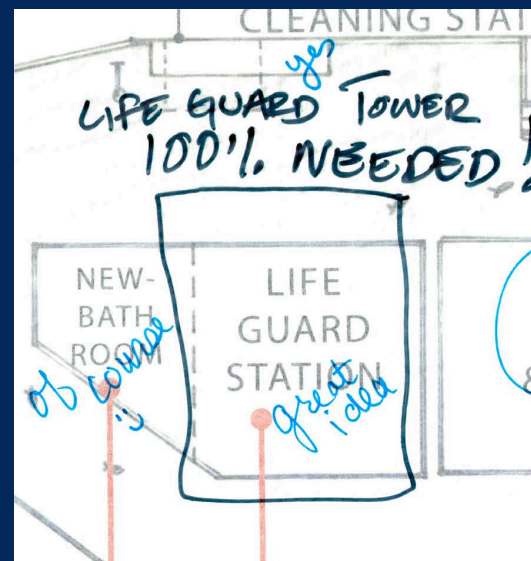 CLEANING STAT
yes
LIFE GUARD TOWER
100% NEEDED
NEW-
BATH
ROOM
of course :)
LIFE
GUARD
STATION
great
idea
&